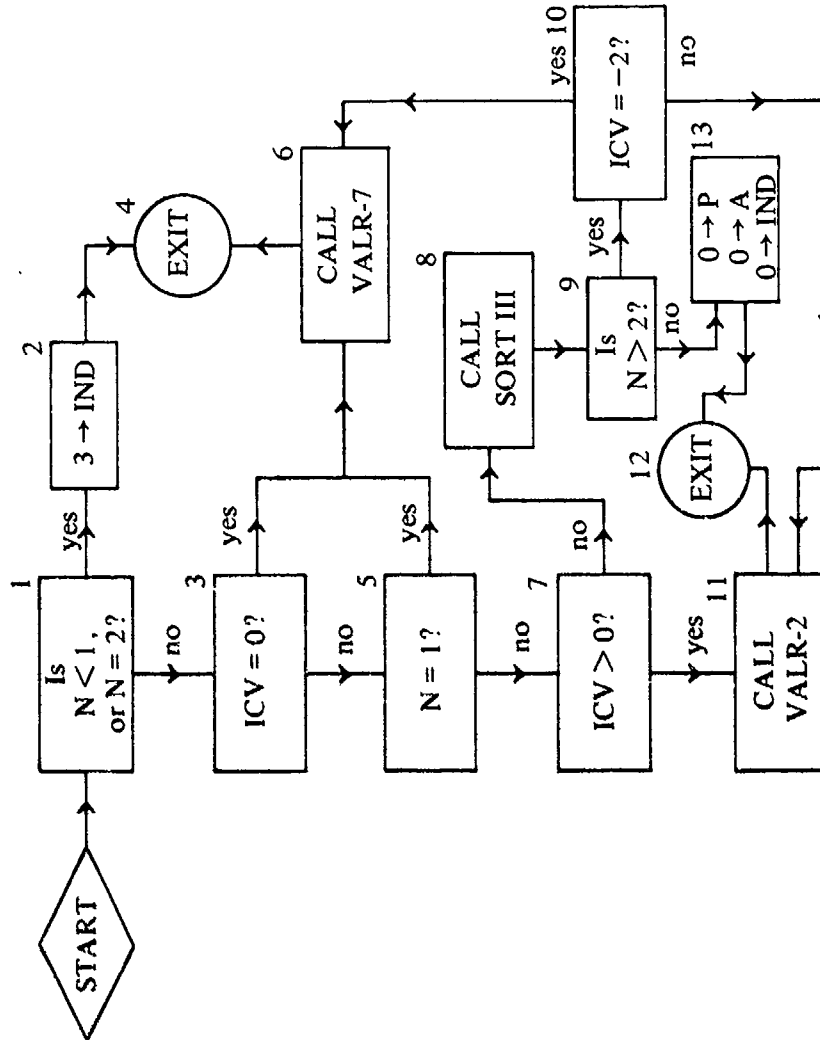 START
1
Is
N < 1,
or N = 2?
yes
2
3 → IND
4
EXIT
no
3
ICV = 0?
yes
6
CALL
VALR-7
no
5
N = 1?
yes
no
7
ICV > 0?
no
8
CALL
SORT III
9
Is
N > 2?
yes
no
yes 10
ICV = −2?
no
13
0 → P
0 → A
0 → IND
12
EXIT
yes
11
CALL
VALR-2